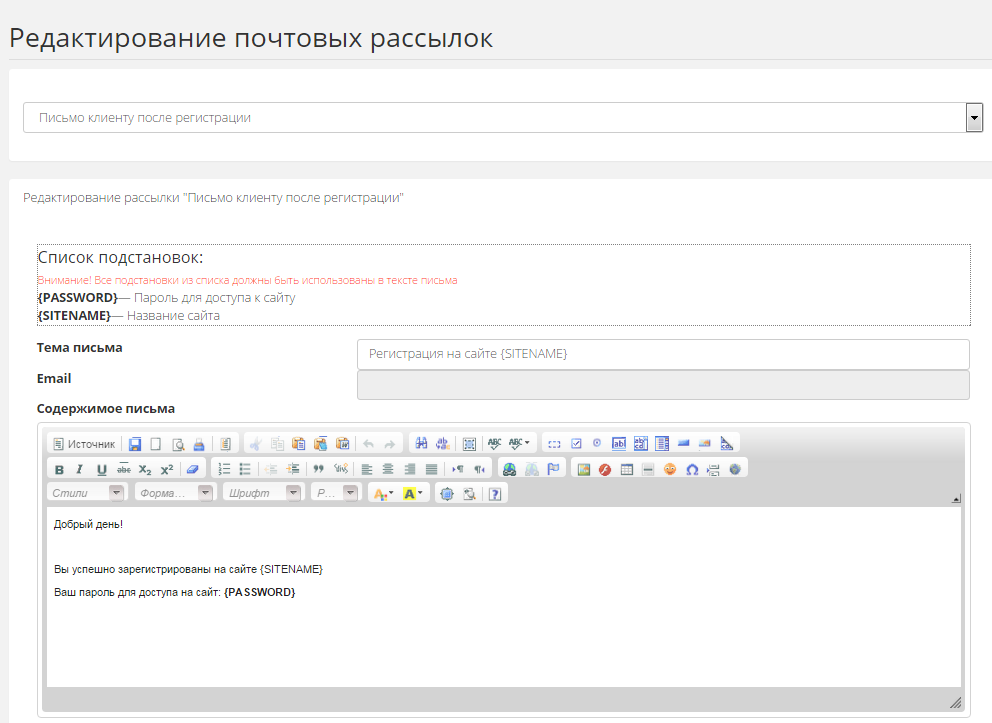 Редактирование почтовых рассылок
Письмо клиенту после регистрации
Редактирование рассылки "Письмо клиенту после регистрации"
Список подстановок:
Внимание! Все подстановки из списка должны быть использованы в тексте письма
{PASSWORD}— Пароль для доступа к сайту
{SITENAME}— Название сайта
Тема письма
Регистрация на сайте {SITENAME}
Email
Содержимое письма
Источник
Стили Форма... Шрифт Р...
Добрый день!
Вы успешно зарегистрированы на сайте {SITENAME}
Ваш пароль для доступа на сайт: {PASSWORD}